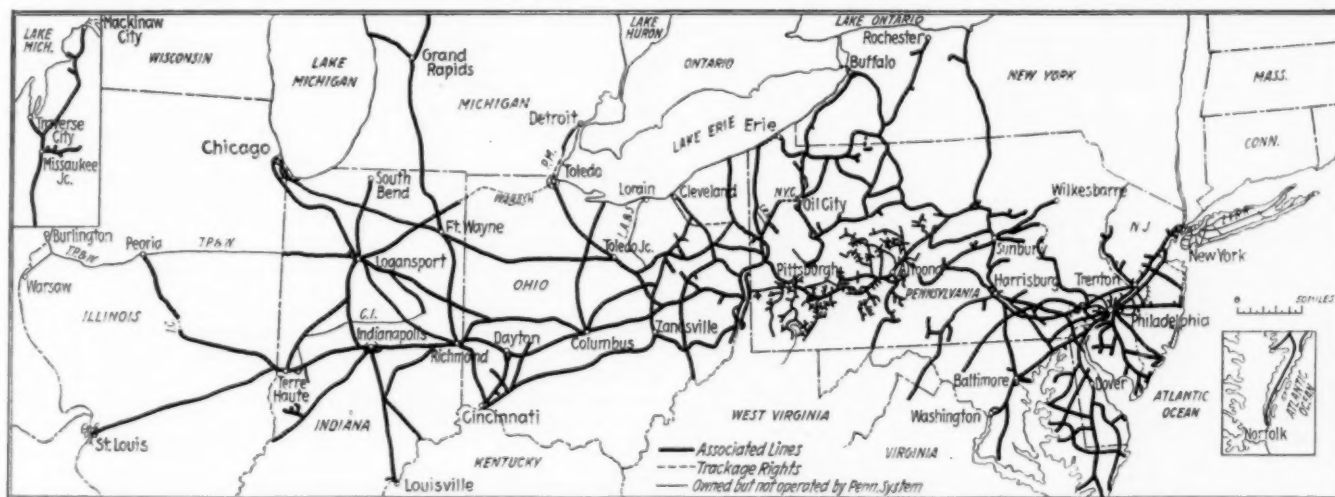 Mackinaw
City
LAKE
MICH.
Traverse
City
Missaukee
Jc.
WISCONSIN
LAKE
MICHIGAN
Grand
Rapids
MICHIGAN
LAKE
HURON
ONTARIO
LAKE ONTARIO
Rochester
Buffalo
NEW YORK
MASS.
CONN.
Detroit
LAKE ERIE
Erie
Chicago
South
Bend
P.M.
Toledo
Wabash
Lorain
Cleveland
N.Y.C.
Oil City
Wilkesbarre
N J
L.I.R.R.
New York
Burlington
T.P.& W.
Peoria
T.P.& W.
Warsaw
Logansport
Ft. Wayne
Toledo Jc.
L.A.& S.
OHIO
Pittsburgh
Altoona
Sunbury
PENNSYLVANIA
Harrisburg
Trenton
Philadelphia
0
50 MILES
ILLINOIS
I.C.
C.I.
Indianapolis
Richmond
Dayton
Columbus
Zanesville
Terre
Haute
Cincinnati
Baltimore
Dover
Washington
ATLANTIC
OCEAN
St. Louis
INDIANA
Louisville
KENTUCKY
WEST VIRGINIA
VIRGINIA
Norfolk
ATLANTIC
OCEAN
Associated Lines
Trackage Rights
Owned but not operated by Penn. System